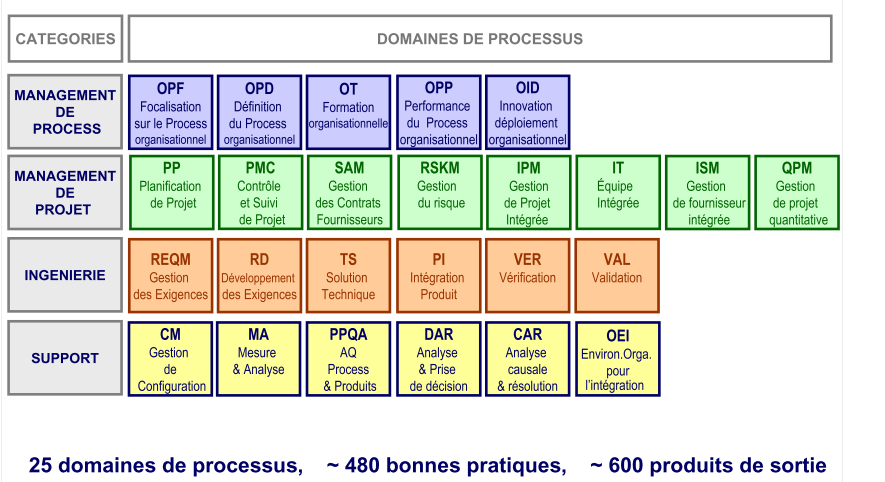 CATEGORIES
DOMAINES DE PROCESSUS
MANAGEMENT
DE
PROCESS
OPF
Focalisation
sur le Process
organisationnel
OPD
Définition
du Process
organisationnel
OT
Formation
organisationnelle
OPP
Performance
du Process
organisationnel
OID
Innovation
déploiement
organisationnel
MANAGEMENT
DE
PROJET
PP
Planification
de Projet
PMC
Contrôle
et Suivi
de Projet
SAM
Gestion
des Contrats
Fournisseurs
RSKM
Gestion
du risque
IPM
Gestion
de Projet
Intégrée
IT
Équipe
Intégrée
ISM
Gestion
de fournisseur
intégrée
QPM
Gestion
de projet
quantitative
INGENIERIE
REQM
Gestion
des Exigences
RD
Développement
des Exigences
TS
Solution
Technique
PI
Intégration
Produit
VER
Vérification
VAL
Validation
SUPPORT
CM
Gestion
de
Configuration
MA
Mesure
& Analyse
PPQA
AQ
Process
& Produits
DAR
Analyse
& Prise
de décision
CAR
Analyse
causale
& résolution
OEI
Environ.Orga.
pour
l'intégration
25 domaines de processus, ~ 480 bonnes pratiques, ~ 600 produits de sortie